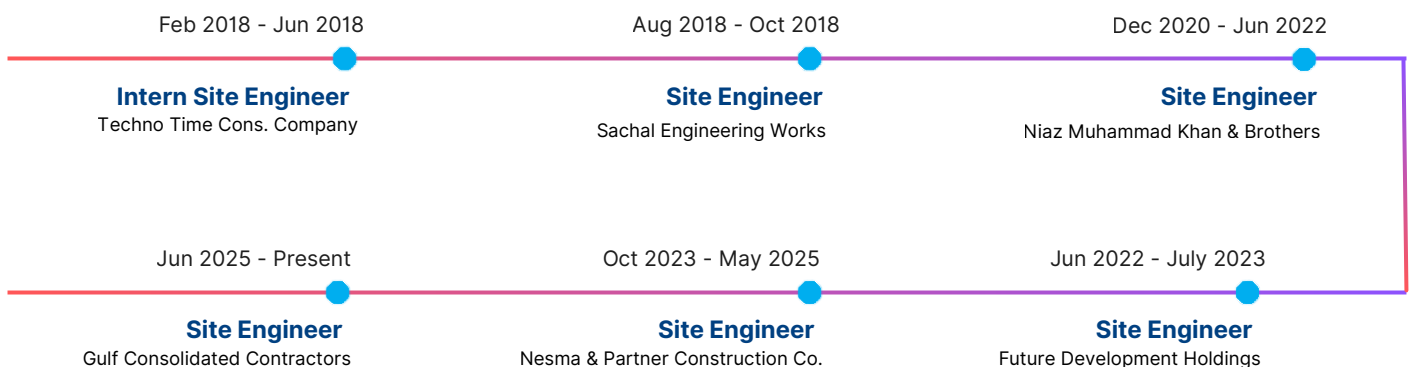 Feb 2018 - Jun 2018
Intern Site Engineer
Techno Time Cons. Company
Aug 2018 - Oct 2018
Site Engineer
Sachal Engineering Works
Dec 2020 - Jun 2022
Site Engineer
Niaz Muhammad Khan & Brothers
Jun 2022 - July 2023
Site Engineer
Future Development Holdings
Oct 2023 - May 2025
Site Engineer
Nesma & Partner Construction Co.
Jun 2025 - Present
Site Engineer
Gulf Consolidated Contractors